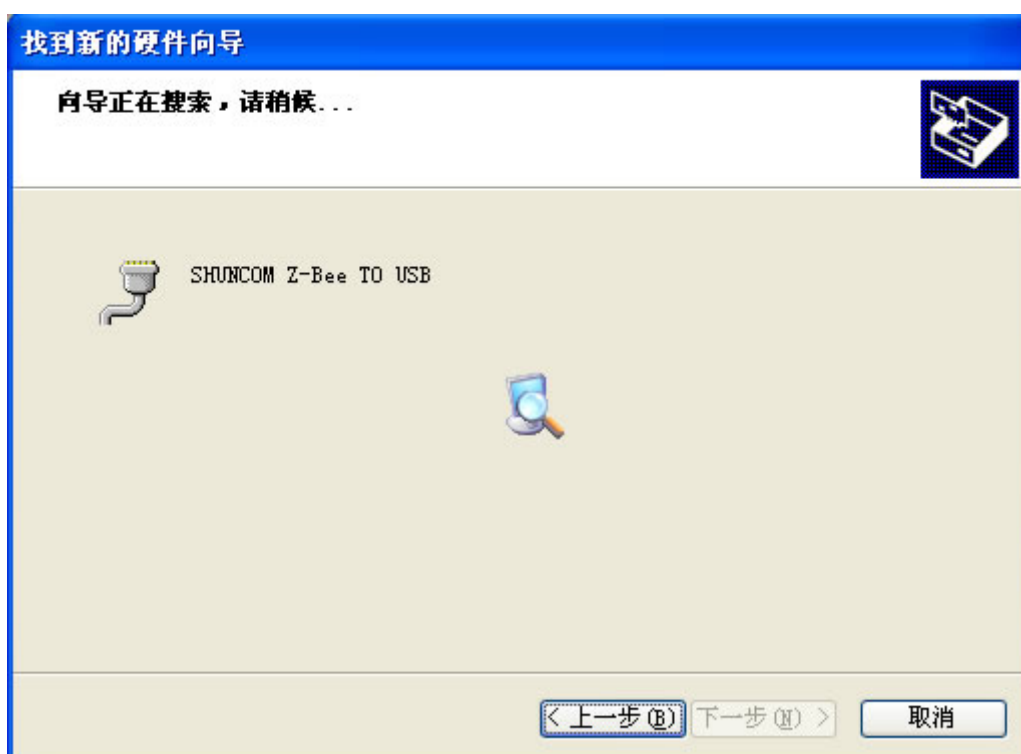 找到新的硬件向导
向导正在搜索，请稍候...
SHUNCOM Z-Bee TO USB
< 上一步(B) 下一步(N) > 取消